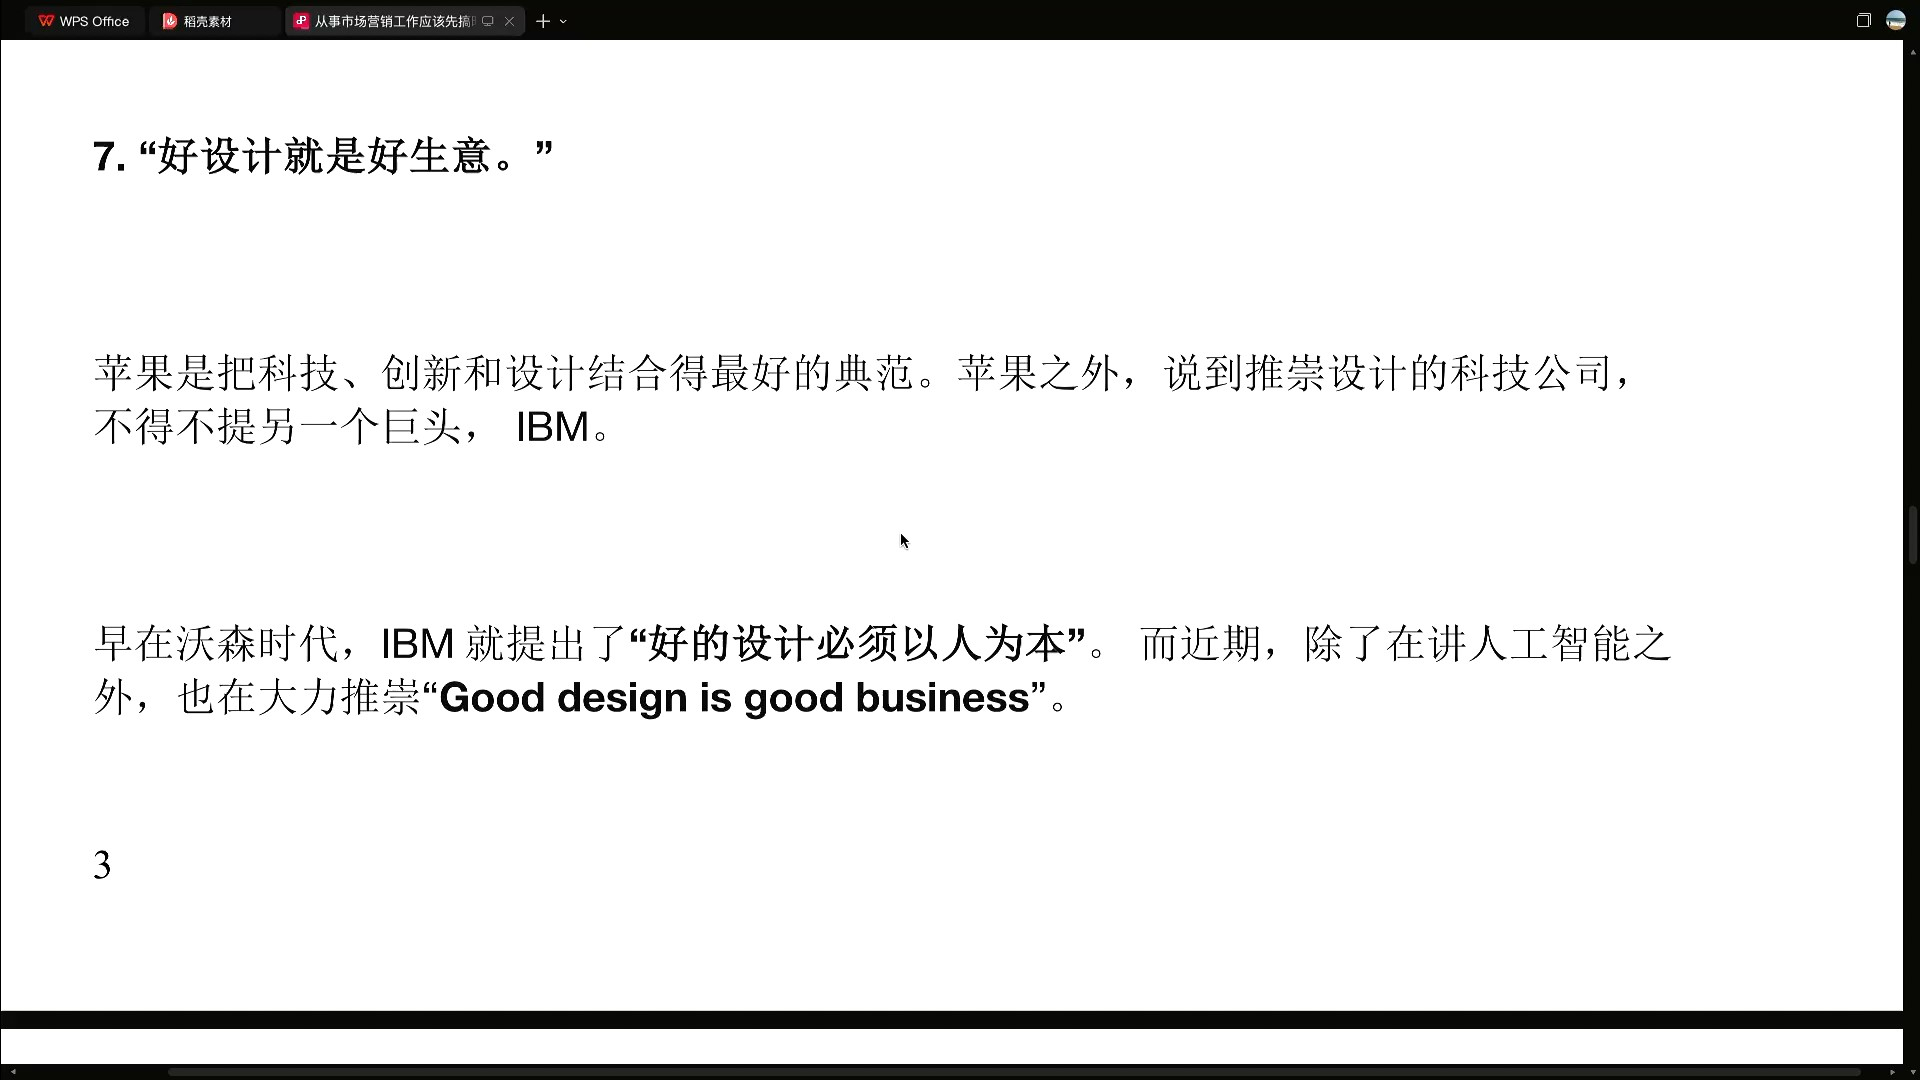 WPS Office
稻壳素材
从事市场营销工作应该先搞
7. “好设计就是好生意。”
苹果是把科技、创新和设计结合得最好的典范。苹果之外，说到推崇设计的科技公司，
不得不提另一个巨头， IBM。
早在沃森时代，IBM 就提出了“好的设计必须以人为本”。 而近期，除了在讲人工智能之
外，也在大力推崇“Good design is good business”。
3